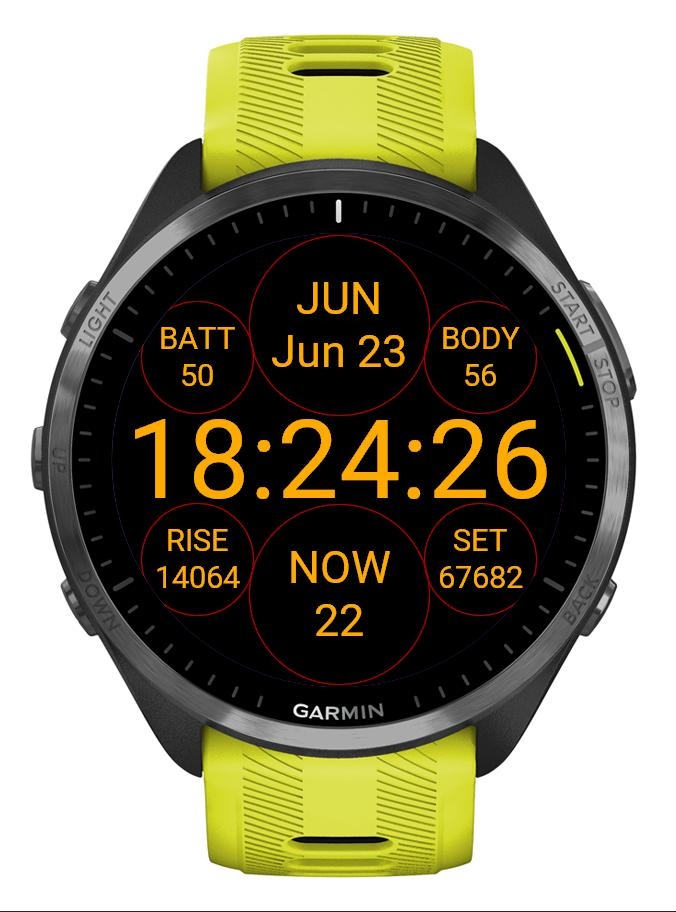 JUN
Jun 23
BATT
50
BODY
56
18:24:26
RISE
14064
NOW
22
SET
67682
LIGHT
UP
DOWN
START
STOP
BACK
GARMIN